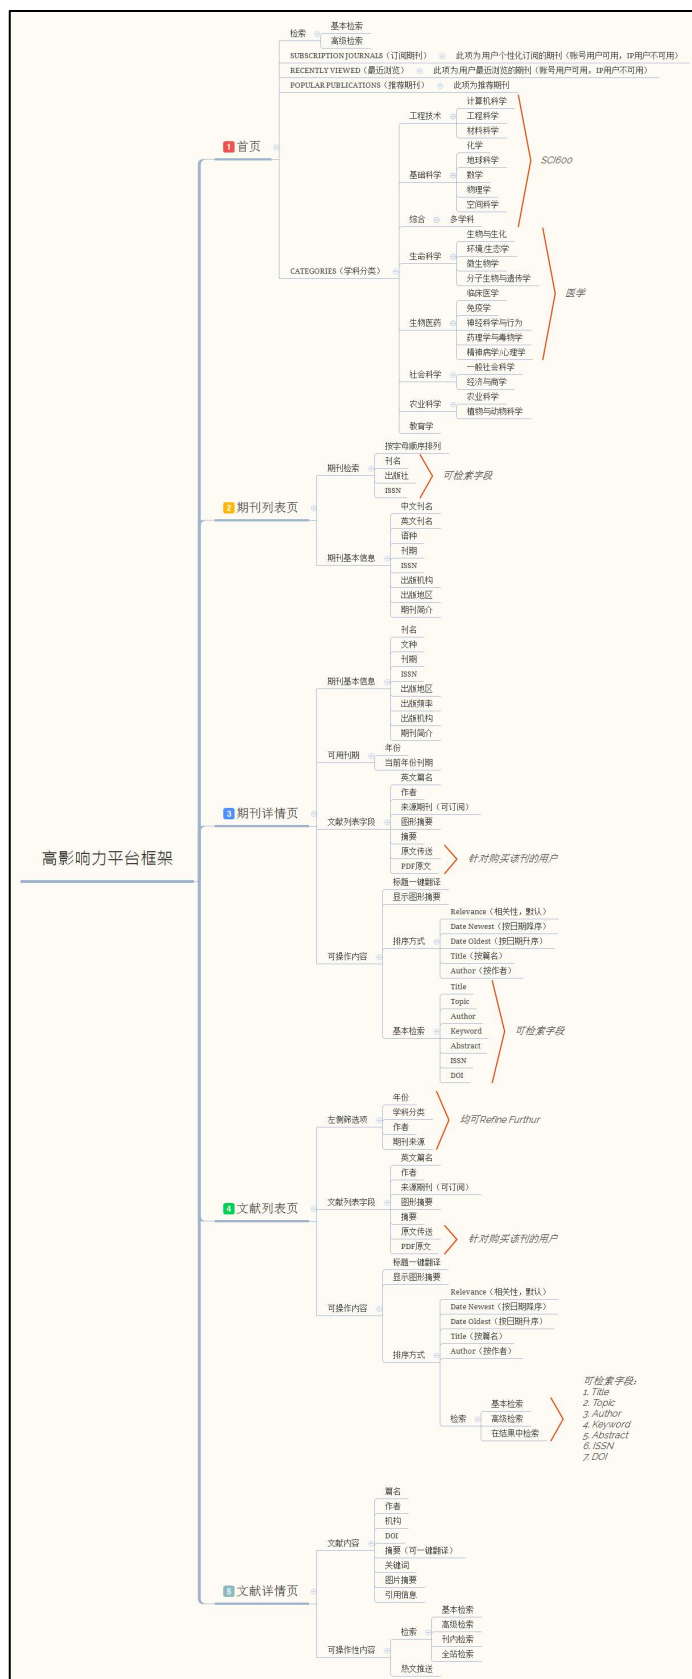 高影响力平台框架
1 首页
检索
基本检索
高级检索
SUBSCRIPTION JOURNALS（订阅期刊）
此项为用户个性化订阅的期刊（账号用户可用，IP用户不可用）
RECENTLY VIEWED（最近浏览）
此项为用户最近浏览的期刊（账号用户可用，IP用户不可用）
POPULAR PUBLICATIONS（推荐期刊）
此项为推荐期刊
CATEGORIES（学科分类）
工程技术
计算机科学
工程科学
材料科学
基础科学
化学
地球科学
数学
物理学
空间科学
综合
多学科
SCI600
生命科学
生物与生化
环境/生态学
微生物学
分子生物与遗传学
生物医药
临床医学
免疫学
神经科学与行为
药理学与毒物学
精神病学/心理学
医学
社会科学
一般社会科学
经济与商学
农业科学
农业科学
植物与动物科学
教育学
2 期刊列表页
期刊检索
按字母顺序排列
刊名
出版社
ISSN
可检索字段
期刊基本信息
中文刊名
英文刊名
语种
刊期
ISSN
出版机构
出版地区
期刊简介
3 期刊详情页
期刊基本信息
刊名
文种
刊期
ISSN
出版地区
出版频率
出版机构
期刊简介
可用刊期
年份
当前年份刊期
文献列表字段
英文篇名
作者
来源期刊（可订阅）
图形摘要
摘要
原文传送
PDF原文
针对购买该刊的用户
可操作内容
标题一键翻译
显示图形摘要
排序方式
Relevance（相关性，默认）
Date Newest（按日期降序）
Date Oldest（按日期升序）
Title（按篇名）
Author（按作者）
基本检索
Title
Topic
Author
Keyword
Abstract
ISSN
DOI
可检索字段
4 文献列表页
左侧筛选项
年份
学科分类
作者
期刊来源
均可Refine Furthur
文献列表字段
英文篇名
作者
来源期刊（可订阅）
图形摘要
摘要
原文传送
PDF原文
针对购买该刊的用户
可操作内容
标题一键翻译
显示图形摘要
排序方式
Relevance（相关性，默认）
Date Newest（按日期降序）
Date Oldest（按日期升序）
Title（按篇名）
Author（按作者）
检索
基本检索
高级检索
在结果中检索
可检索字段：
1. Title
2. Topic
3. Author
4. Keyword
5. Abstract
6. ISSN
7. DOI
5 文献详情页
文献内容
篇名
作者
机构
DOI
摘要（可一键翻译）
关键词
图片摘要
引用信息
可操作性内容
检索
基本检索
高级检索
刊内检索
全站检索
热文推送